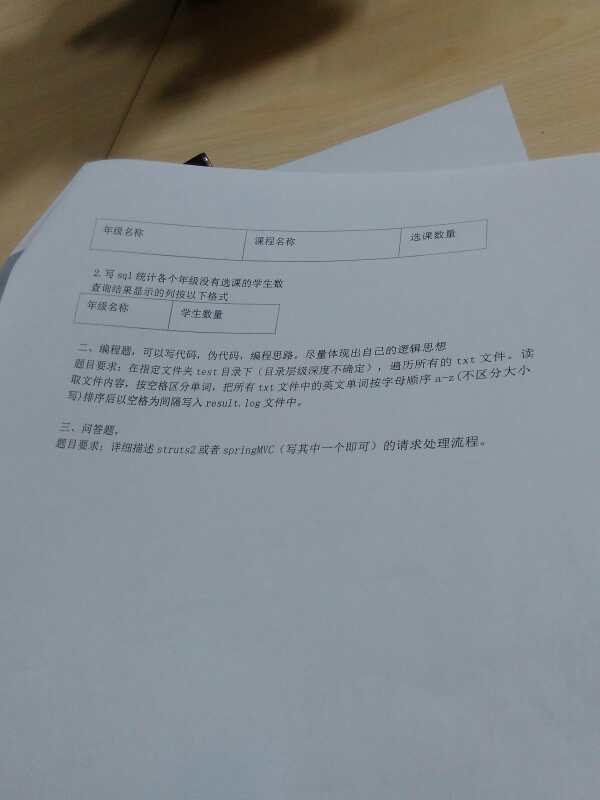 年级名称 课程名称 选课数量
2.写 sql 统计各个年级没有选课的学生数
查询结果显示的列按以下格式
年级名称 学生数量
二、编程题，可以写代码，伪代码，编程思路，尽量体现出自己的逻辑思想
题目要求：在指定文件夹 test 目录下（目录层级深度不确定），遍历所有的 txt 文件。读
取文件内容，按空格区分单词，把所有 txt 文件中的英文单词按字母顺序 a-z(不区分大小
写)排序后以空格为间隔写入 result.log 文件中。
三、问答题，
题目要求：详细描述 struts2 或者 springMVC（写其中一个即可）的请求处理流程。